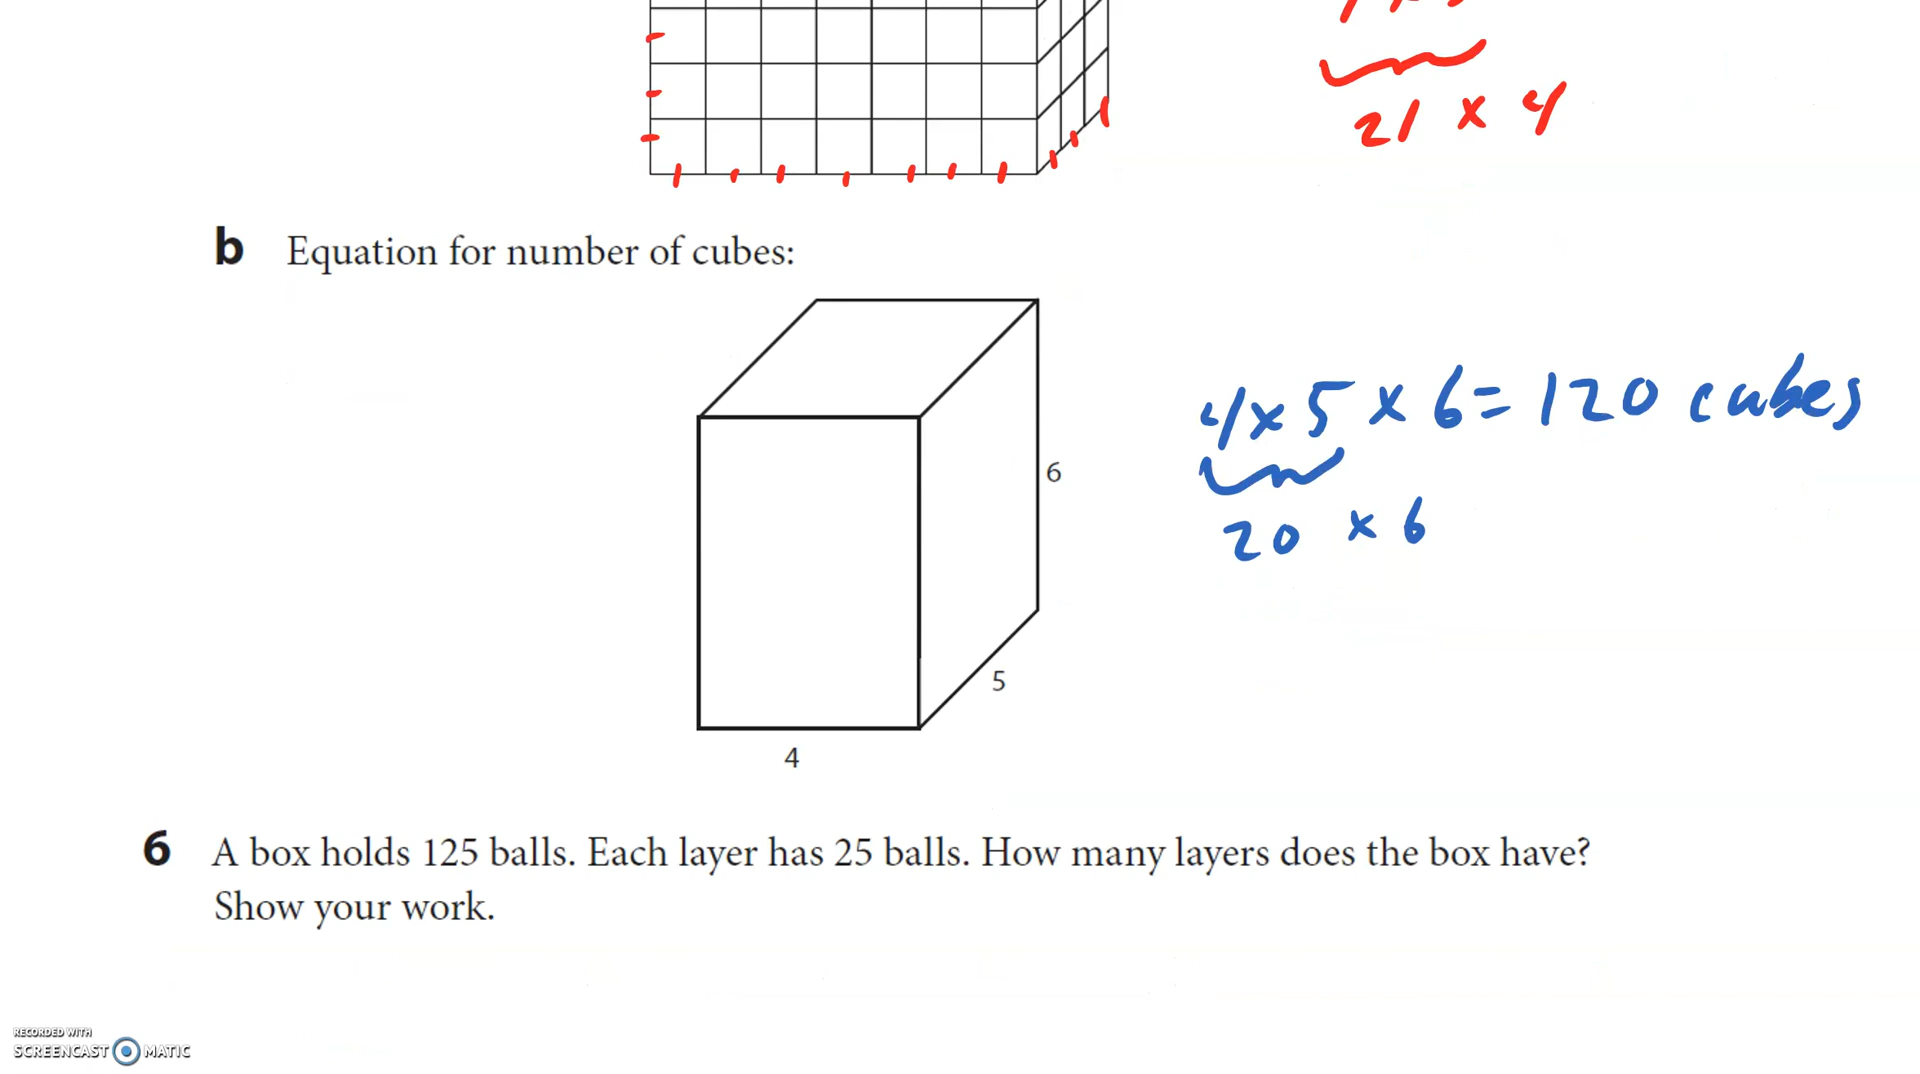 21 x 4
b Equation for number of cubes:
4 x 5 x 6 = 120 cubes
20 x 6
6
5
4
6 A box holds 125 balls. Each layer has 25 balls. How many layers does the box have?
Show your work.
RECORDED WITH
SCREENCAST MATIC